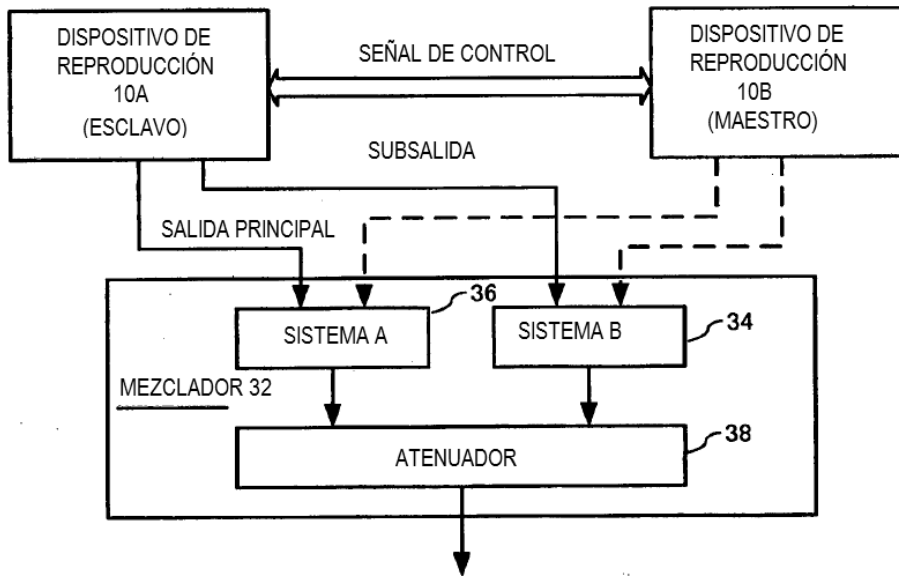 DISPOSITIVO DE
REPRODUCCIÓN
10A
(ESCLAVO)
SEÑAL DE CONTROL
DISPOSITIVO DE
REPRODUCCIÓN
10B
(MAESTRO)
SUBSALIDA
SALIDA PRINCIPAL
36
SISTEMA A
SISTEMA B
34
MEZCLADOR 32
38
ATENUADOR